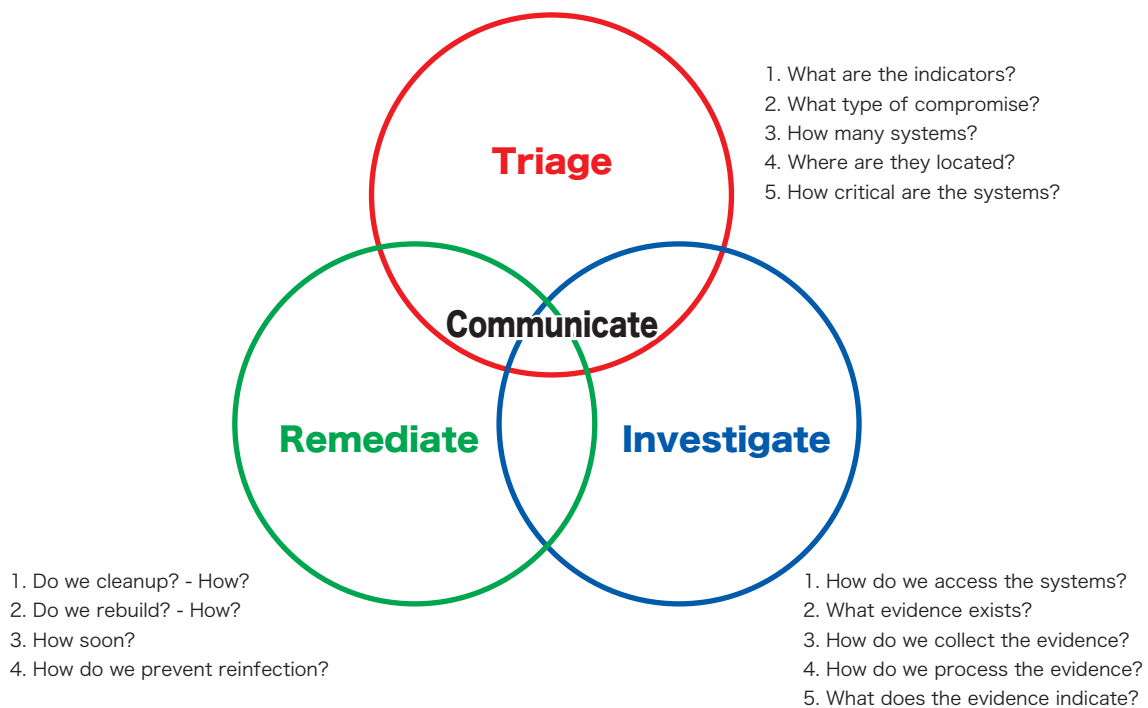 1. What are the indicators?
2. What type of compromise?
3. How many systems?
4. Where are they located?
5. How critical are the systems?
Triage
Communicate
Remediate
Investigate
1. Do we cleanup? - How?
2. Do we rebuild? - How?
3. How soon?
4. How do we prevent reinfection?
1. How do we access the systems?
2. What evidence exists?
3. How do we collect the evidence?
4. How do we process the evidence?
5. What does the evidence indicate?